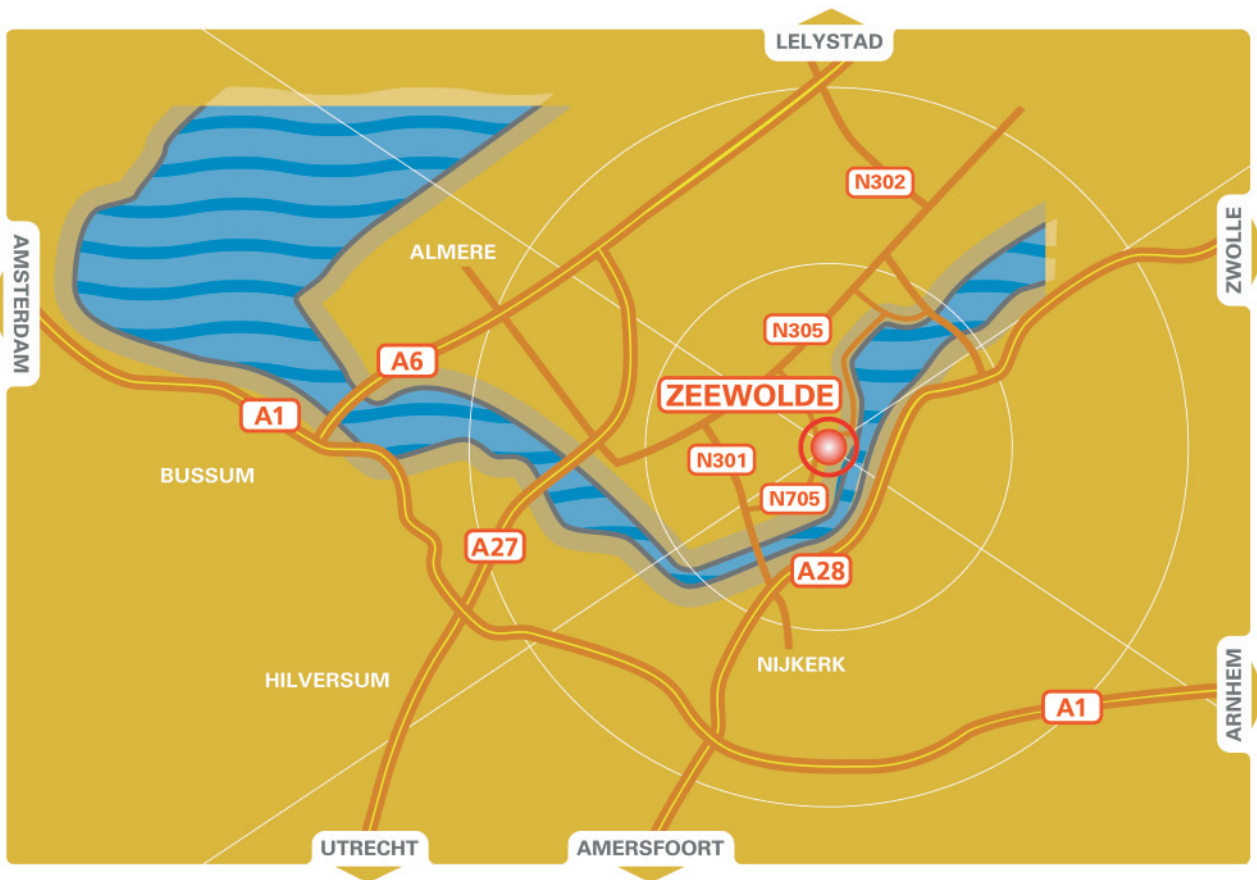 LELYSTAD
N302
AMSTERDAM
ALMERE
ZWOLLE
N305
A6
ZEEWOLDE
A1
N301
BUSSUM
N705
A27
A28
NIJKERK
HILVERSUM
ARNHEM
A1
UTRECHT
AMERSFOORT